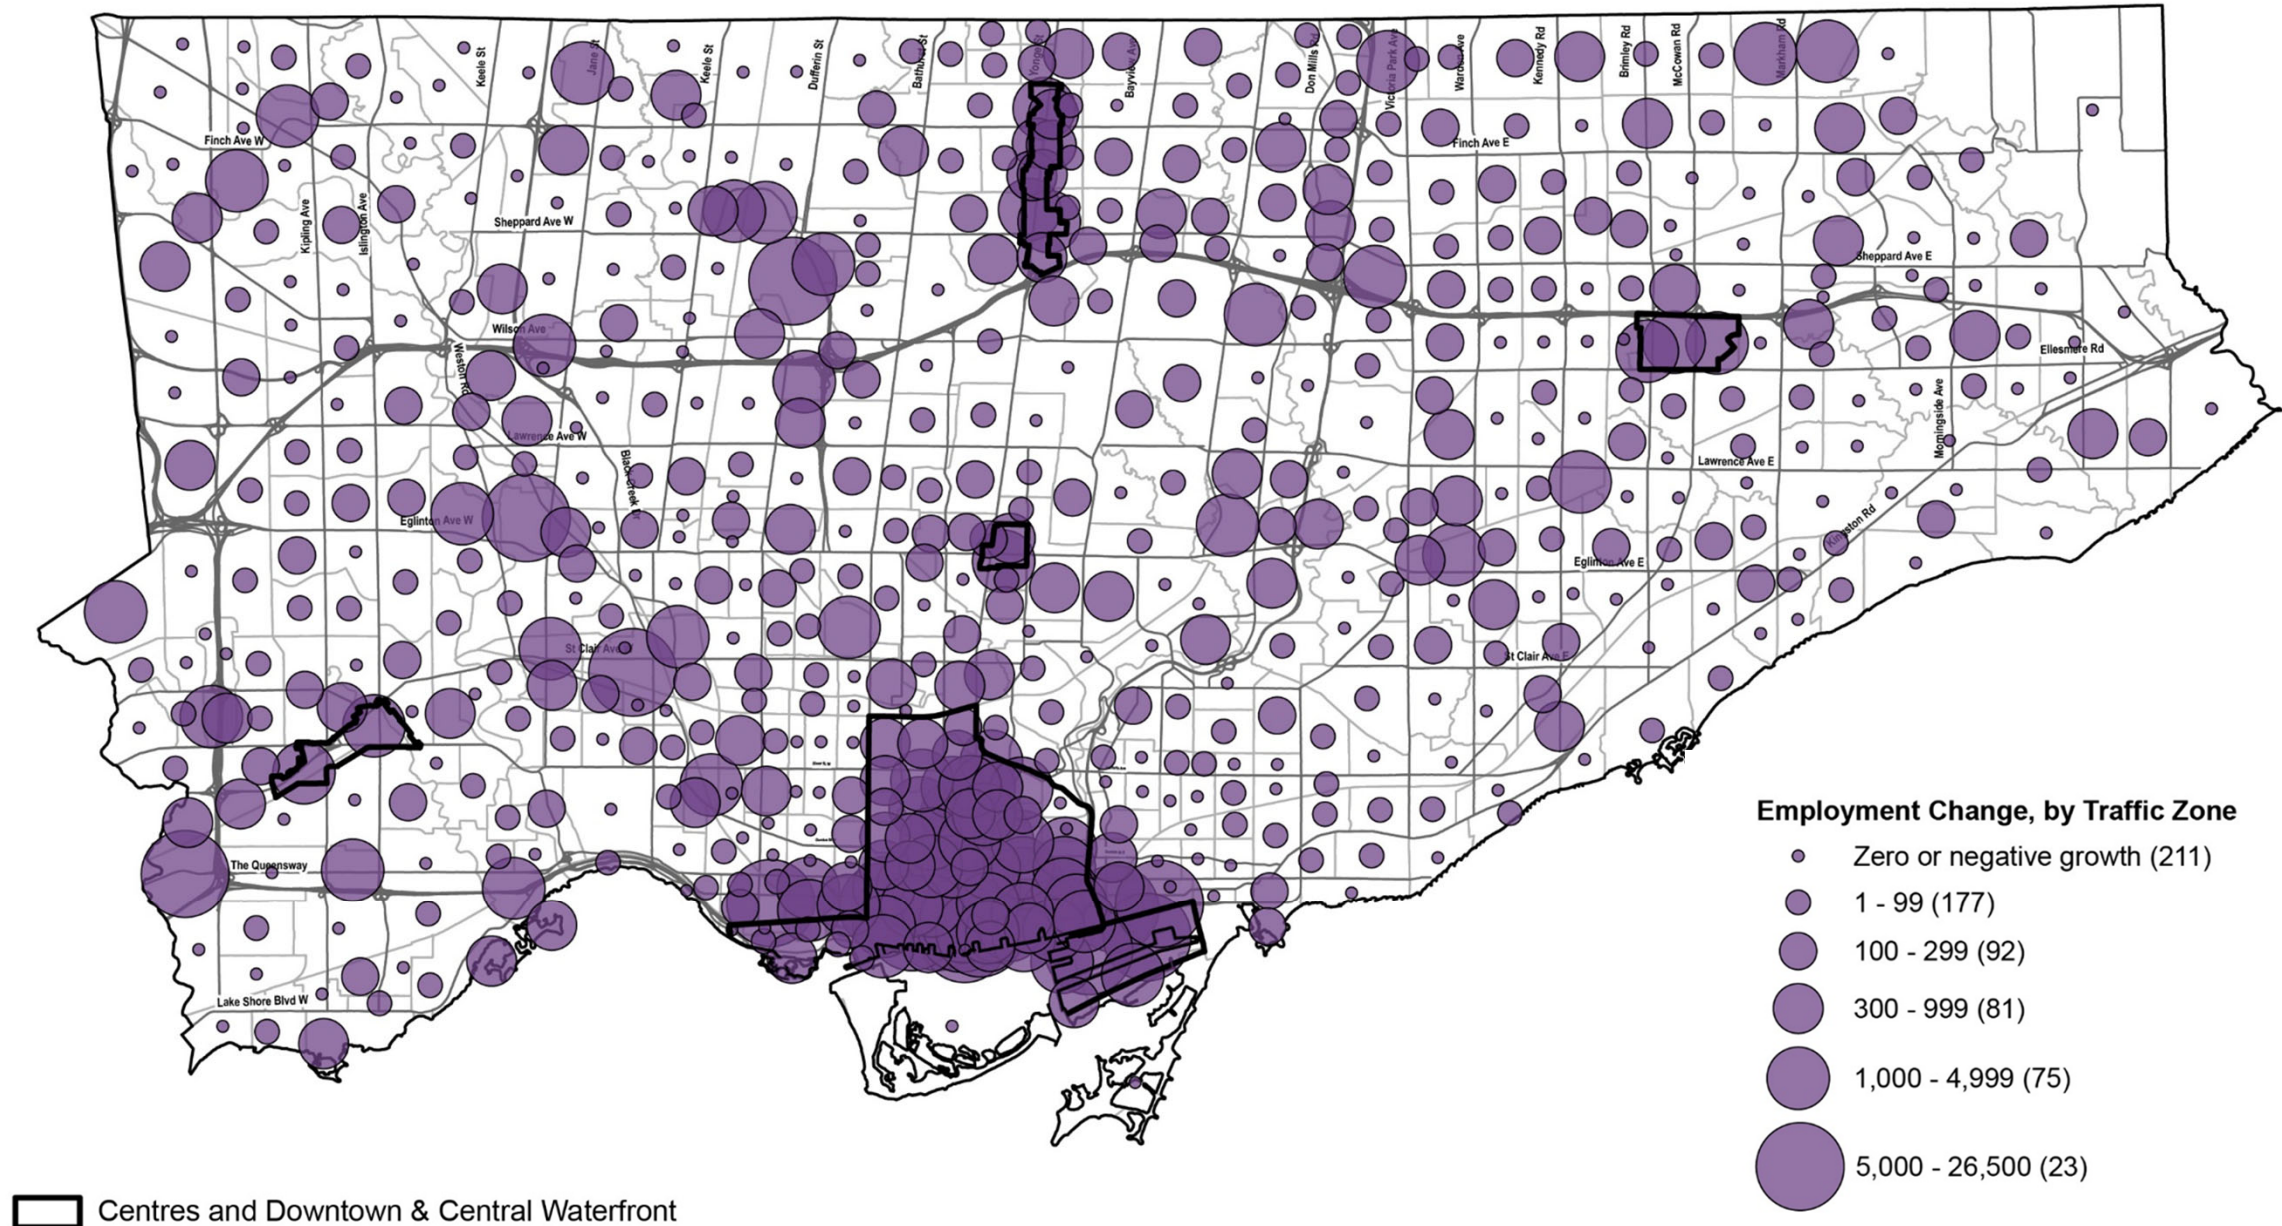 Keele St
Jane St
Keele St
Dufferin St
Bathurst St
Yonge St
Bayview Ave
Don Mills Rd
Victoria Park Ave
Warden Ave
Kennedy Rd
Brimley Rd
McCowan Rd
Markham Rd
Finch Ave W
Finch Ave E
Kipling Ave
Islington Ave
Sheppard Ave W
Sheppard Ave E
Wilson Ave
Weston Rd
Ellesmere Rd
Morningside Ave
Lawrence Ave W
Lawrence Ave E
Black Creek
Eglinton Ave W
Kingston Rd
Eglinton Ave E
St Clair Ave W
St Clair Ave E
The Queensway
Lake Shore Blvd W
Employment Change, by Traffic Zone
Zero or negative growth (211)
1 - 99 (177)
100 - 299 (92)
300 - 999 (81)
1,000 - 4,999 (75)
5,000 - 26,500 (23)
Centres and Downtown & Central Waterfront